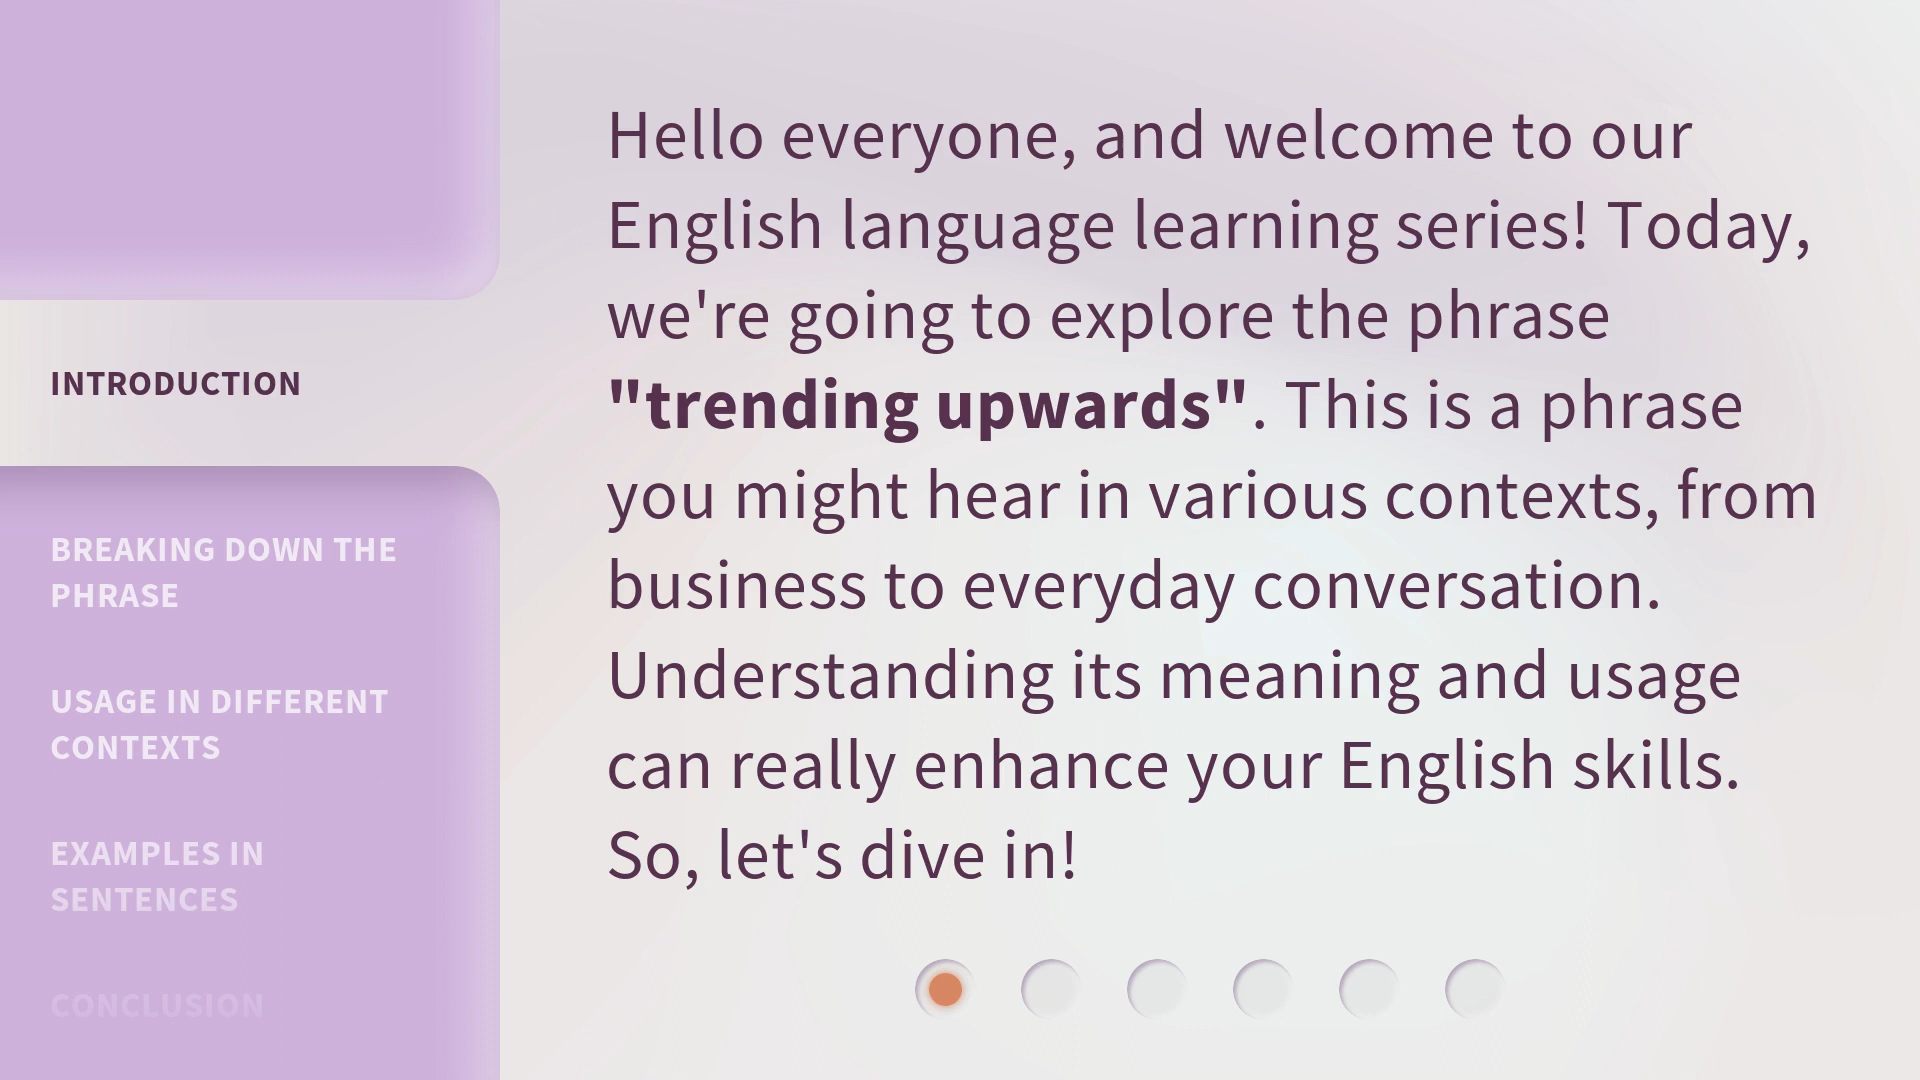 INTRODUCTION
BREAKING DOWN THE
PHRASE
USAGE IN DIFFERENT
CONTEXTS
EXAMPLES IN
SENTENCES
CONCLUSION
Hello everyone, and welcome to our
English language learning series! Today,
we're going to explore the phrase
"trending upwards". This is a phrase
you might hear in various contexts, from
business to everyday conversation.
Understanding its meaning and usage
can really enhance your English skills.
So, let's dive in!